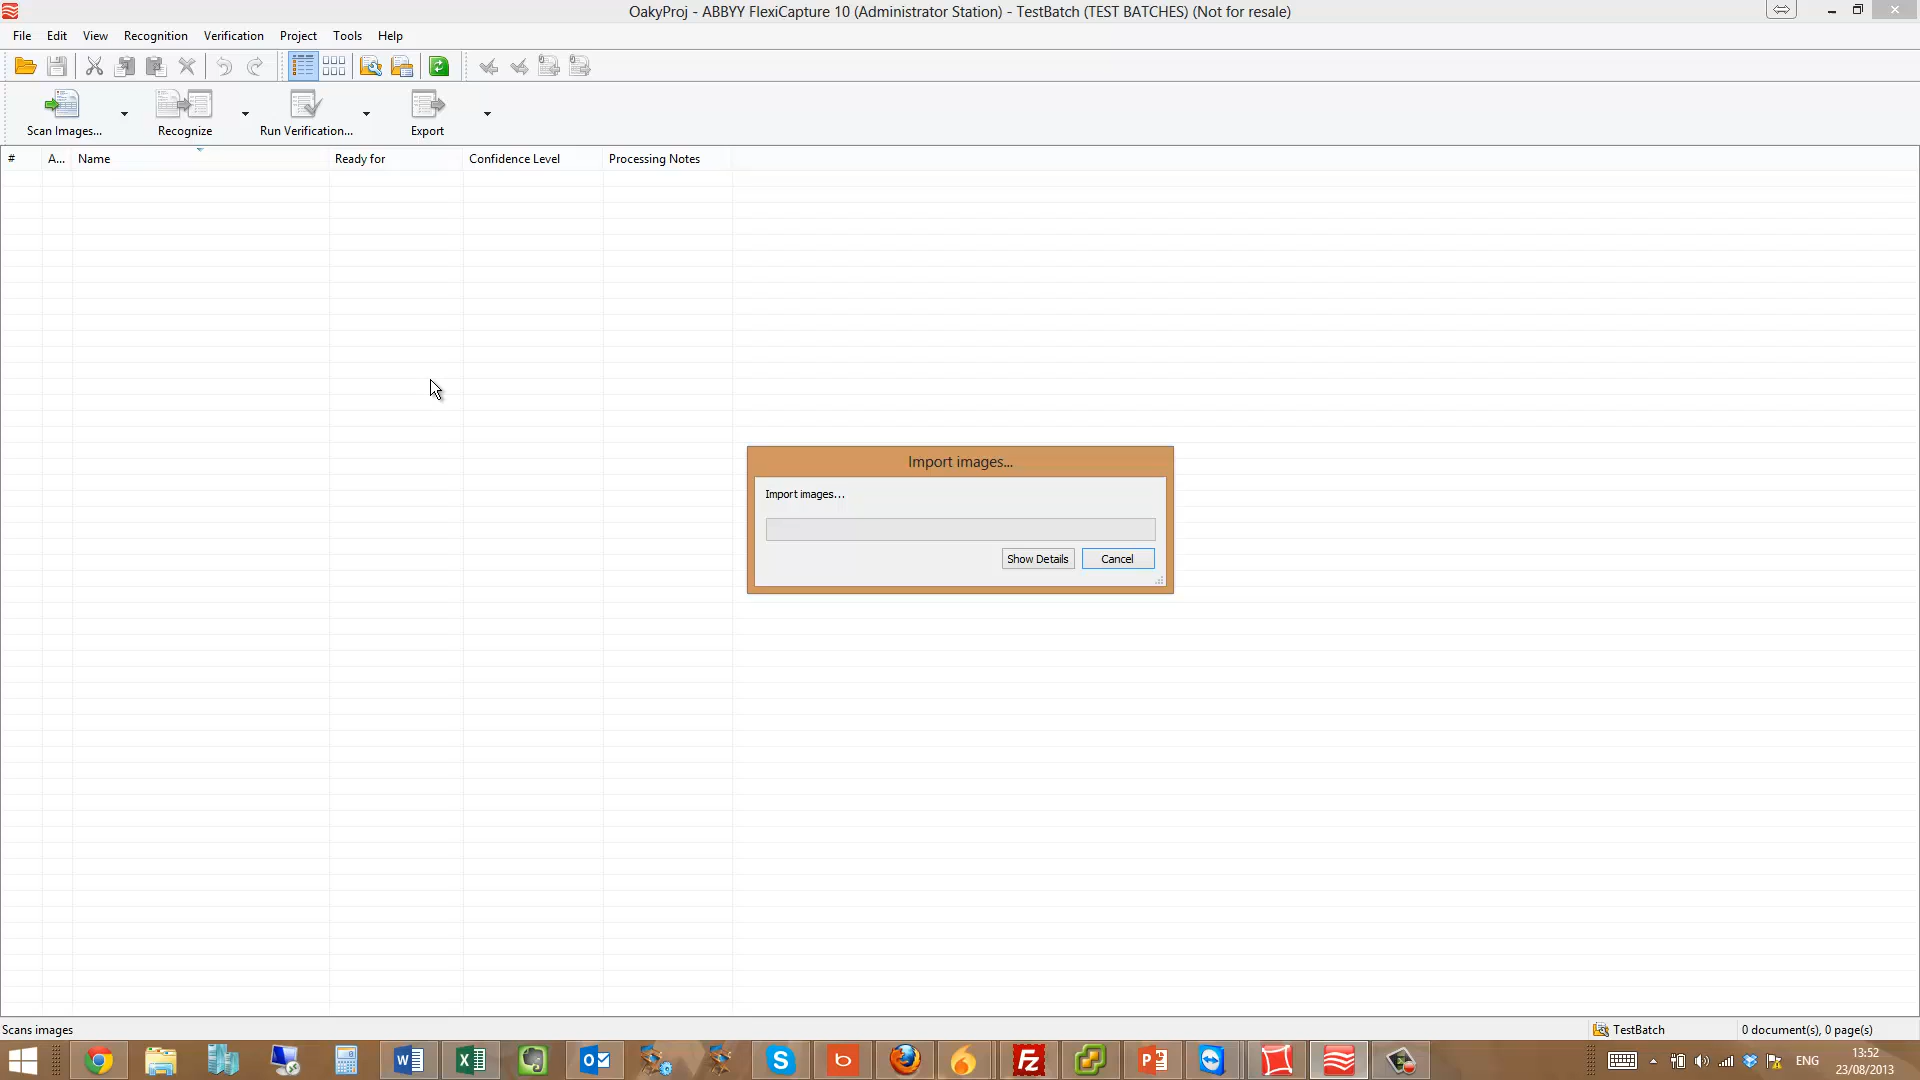 OakyProj - ABBYY FlexiCapture 10 (Administrator Station) - TestBatch (TEST BATCHES) (Not for resale)
File Edit View Recognition Verification Project Tools Help
Scan Images... Recognize Run Verification... Export
# A... Name Ready for Confidence Level Processing Notes
Import images...
Import images...
Show Details Cancel
Scans images TestBatch 0 document(s), 0 page(s)
ENG 13:52
23/08/2013